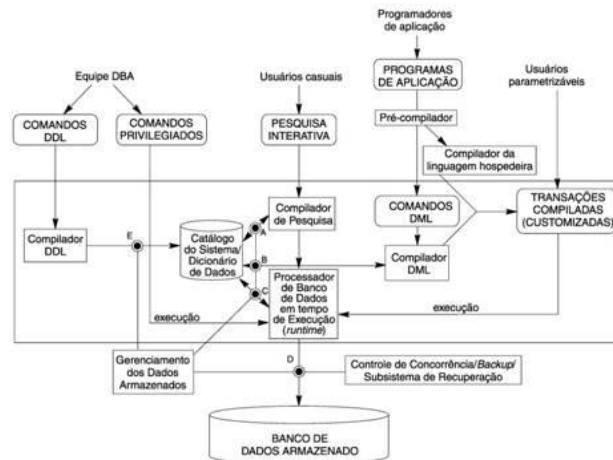 Programadores
de aplicação
Equipe DBA
Usuários casuais
PROGRAMAS
DE APLICAÇÃO
Usuários
parametrizáveis
COMANDOS
DDL
COMANDOS
PRIVILEGIADOS
PESQUISA
INTERATIVA
Pré-compilador
Compilador da
linguagem hospedeira
Compilador
de Pesquisa
COMANDOS
DML
TRANSAÇÕES
COMPILADAS
(CUSTOMIZADAS)
Compilador
DDL
E
Catálogo
do Sistema/
Dicionário
de Dados
A
B
C
Compilador
DML
Processador
de Banco
de Dados
em tempo
de Execução
(runtime)
execução
execução
Gerenciamento
dos Dados
Armazenados
D
Controle de Concorrência/Backup/
Subsistema de Recuperação
BANCO DE
DADOS ARMAZENADO